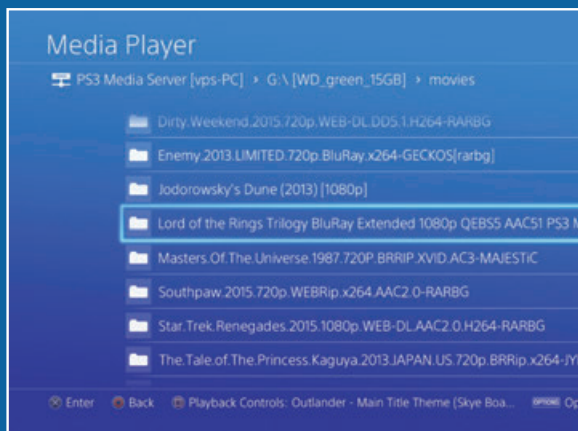 Media Player
PS3 Media Server [vps-PC] › G:\ [WD_green_15GB] › movies
Dirty.Weekend.2015.720p.WEB-DL.DD5.1.H264-RARBG
Enemy.2013.LIMITED.720p.BluRay.x264-GECKOS[rarbg]
Jodorowsky's Dune (2013) [1080p]
Lord of the Rings Trilogy BluRay Extended 1080p QEBS5 AAC51 PS3 M
Masters.Of.The.Universe.1987.720P.BRRIP.XVID.AC3-MAJESTiC
Southpaw.2015.720p.WEBRip.x264.AAC2.0-RARBG
Star.Trek.Renegades.2015.1080p.WEB-DL.AAC2.0.H264-RARBG
The.Tale.of.The.Princess.Kaguya.2013.JAPAN.US.720p.BRRip.x264-JY
Enter Back Playback Controls: Outlander - Main Title Theme (Skye Boa... OPTIONS Op